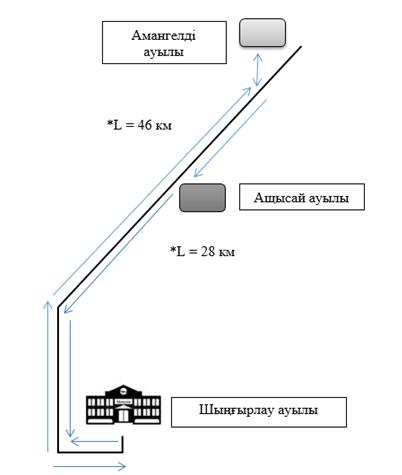 Амангелді
ауылы
*L = 46 км
Ащысай ауылы
*L = 28 км
Шыңғырлау ауылы